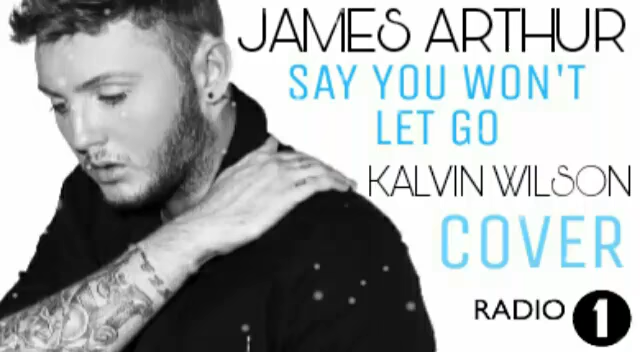 JAMES ARTHUR
SAY YOU WON'T
LET GO
KALVIN WILSON
COVER
RADIO 1